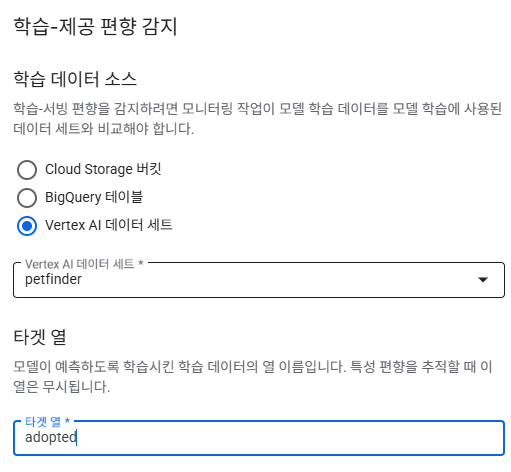 학습-제공 편향 감지
학습 데이터 소스
학습-서빙 편향을 감지하려면 모니터링 작업이 모델 학습 데이터를 모델 학습에 사용된
데이터 세트와 비교해야 합니다.
Cloud Storage 버킷
BigQuery 테이블
Vertex AI 데이터 세트
Vertex AI 데이터 세트 *
petfinder
타겟 열
모델이 예측하도록 학습시킨 학습 데이터의 열 이름입니다. 특성 편향을 추적할 때 이
열은 무시됩니다.
타겟 열 *
adopted